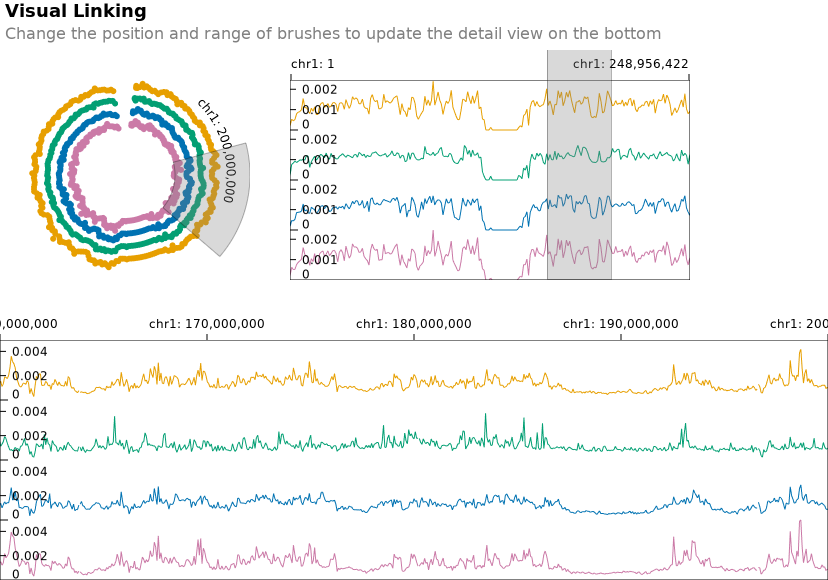 Visual Linking
Change the position and range of brushes to update the detail view on the bottom
chr1: 200,000,000
chr1: 1
chr1: 248,956,422
0.002
0.001
0
0.002
0.001
0
0.002
0.001
0
0.002
0.001
0
0,000,000
chr1: 170,000,000
chr1: 180,000,000
chr1: 190,000,000
chr1: 200
0.004
0.002
0
0.004
0.002
0
0.004
0.002
0
0.004
0.002
0